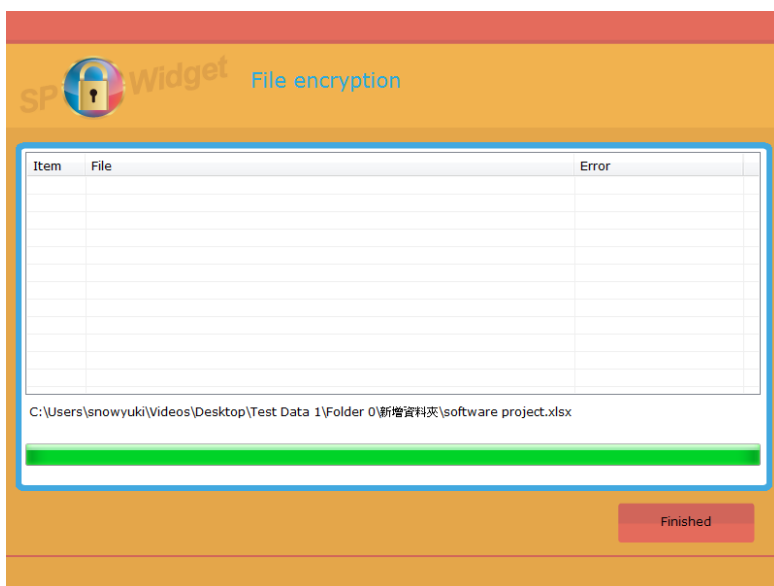 SP Widget
File encryption
Item File Error
C:\Users\snowyuki\Videos\Desktop\Test Data 1\Folder 0\新增資料夾\software project.xlsx
Finished